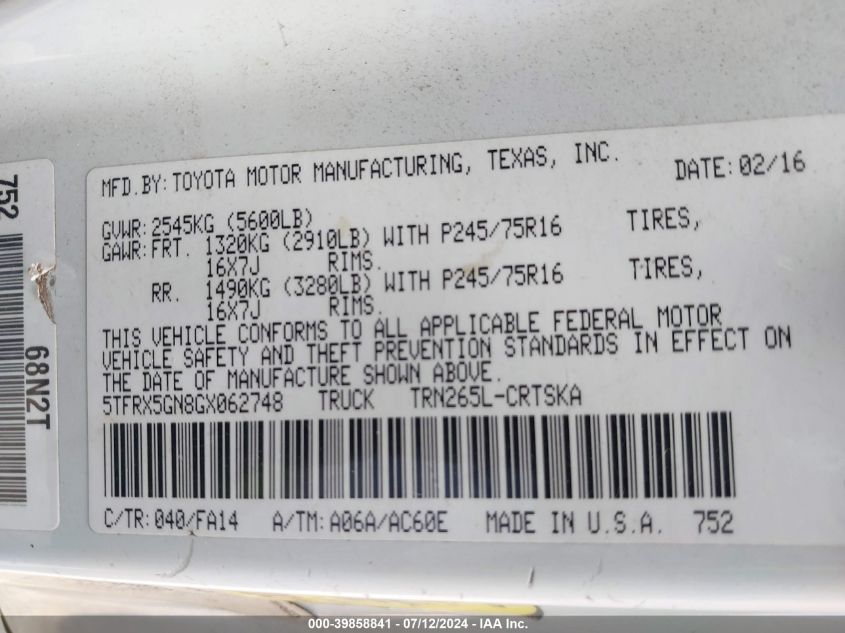 MFD.BY:TOYOTA MOTOR MANUFACTURING, TEXAS, INC. DATE:02/16
GVWR:2545KG (5600LB)
GAWR:FRT. 1320KG (2910LB) WITH P245/75R16 TIRES,
16X7J RIMS.
RR. 1490KG (3280LB) WITH P245/75R16 TIRES,
16X7J RIMS.
THIS VEHICLE CONFORMS TO ALL APPLICABLE FEDERAL MOTOR
VEHICLE SAFETY AND THEFT PREVENTION STANDARDS IN EFFECT ON
THE DATE OF MANUFACTURE SHOWN ABOVE.
5TFRX5GN8GX062748 TRUCK TRN265L-CRTSKA
C/TR:040/FA14 A/TM:A06A/AC60E MADE IN U.S.A. 752
752
68N2T
000-39858841 - 07/12/2024 - IAA Inc.